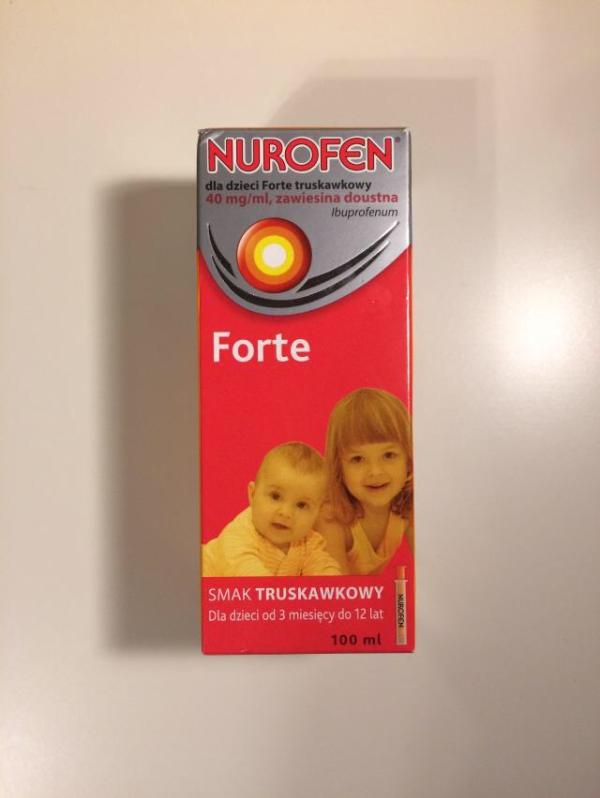 NUROFEN®
dla dzieci Forte truskawkowy
40 mg/ml, zawiesina doustna
Ibuprofenum
Forte
SMAK TRUSKAWKOWY
Dla dzieci od 3 miesięcy do 12 lat
100 ml
NUROFEN